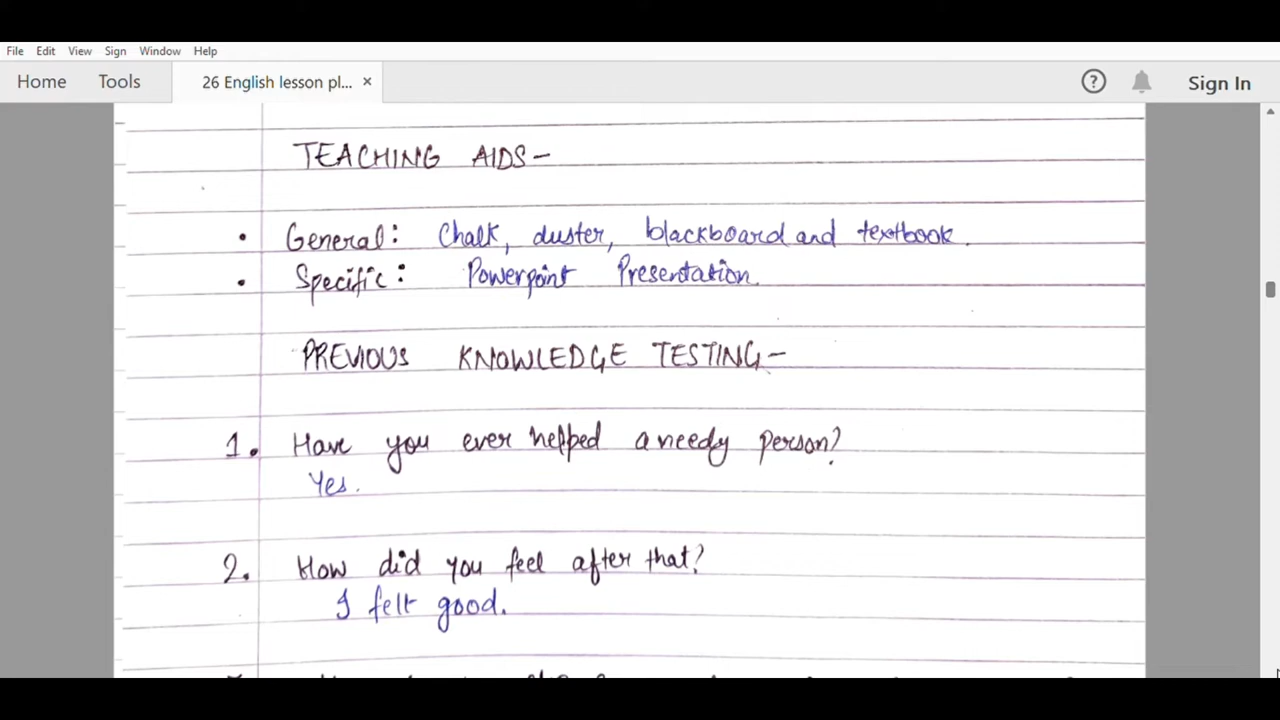 File Edit View Sign Window Help
Home Tools 26 English lesson pl... × ? Sign In
TEACHING AIDS-
• General: Chalk, duster, blackboard and textbook.
• Specific: Powerpoint Presentation.
PREVIOUS KNOWLEDGE TESTING-
1. Have you ever helped a needy person?
Yes.
2. How did you feel after that?
I felt good.